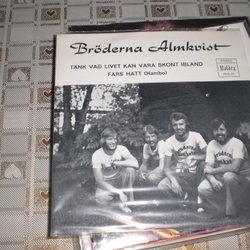 Bröderna Almkvist
TÄNK VAD LIVET KAN VARA SKÖNT IBLAND
FARS HATT (Hambo)